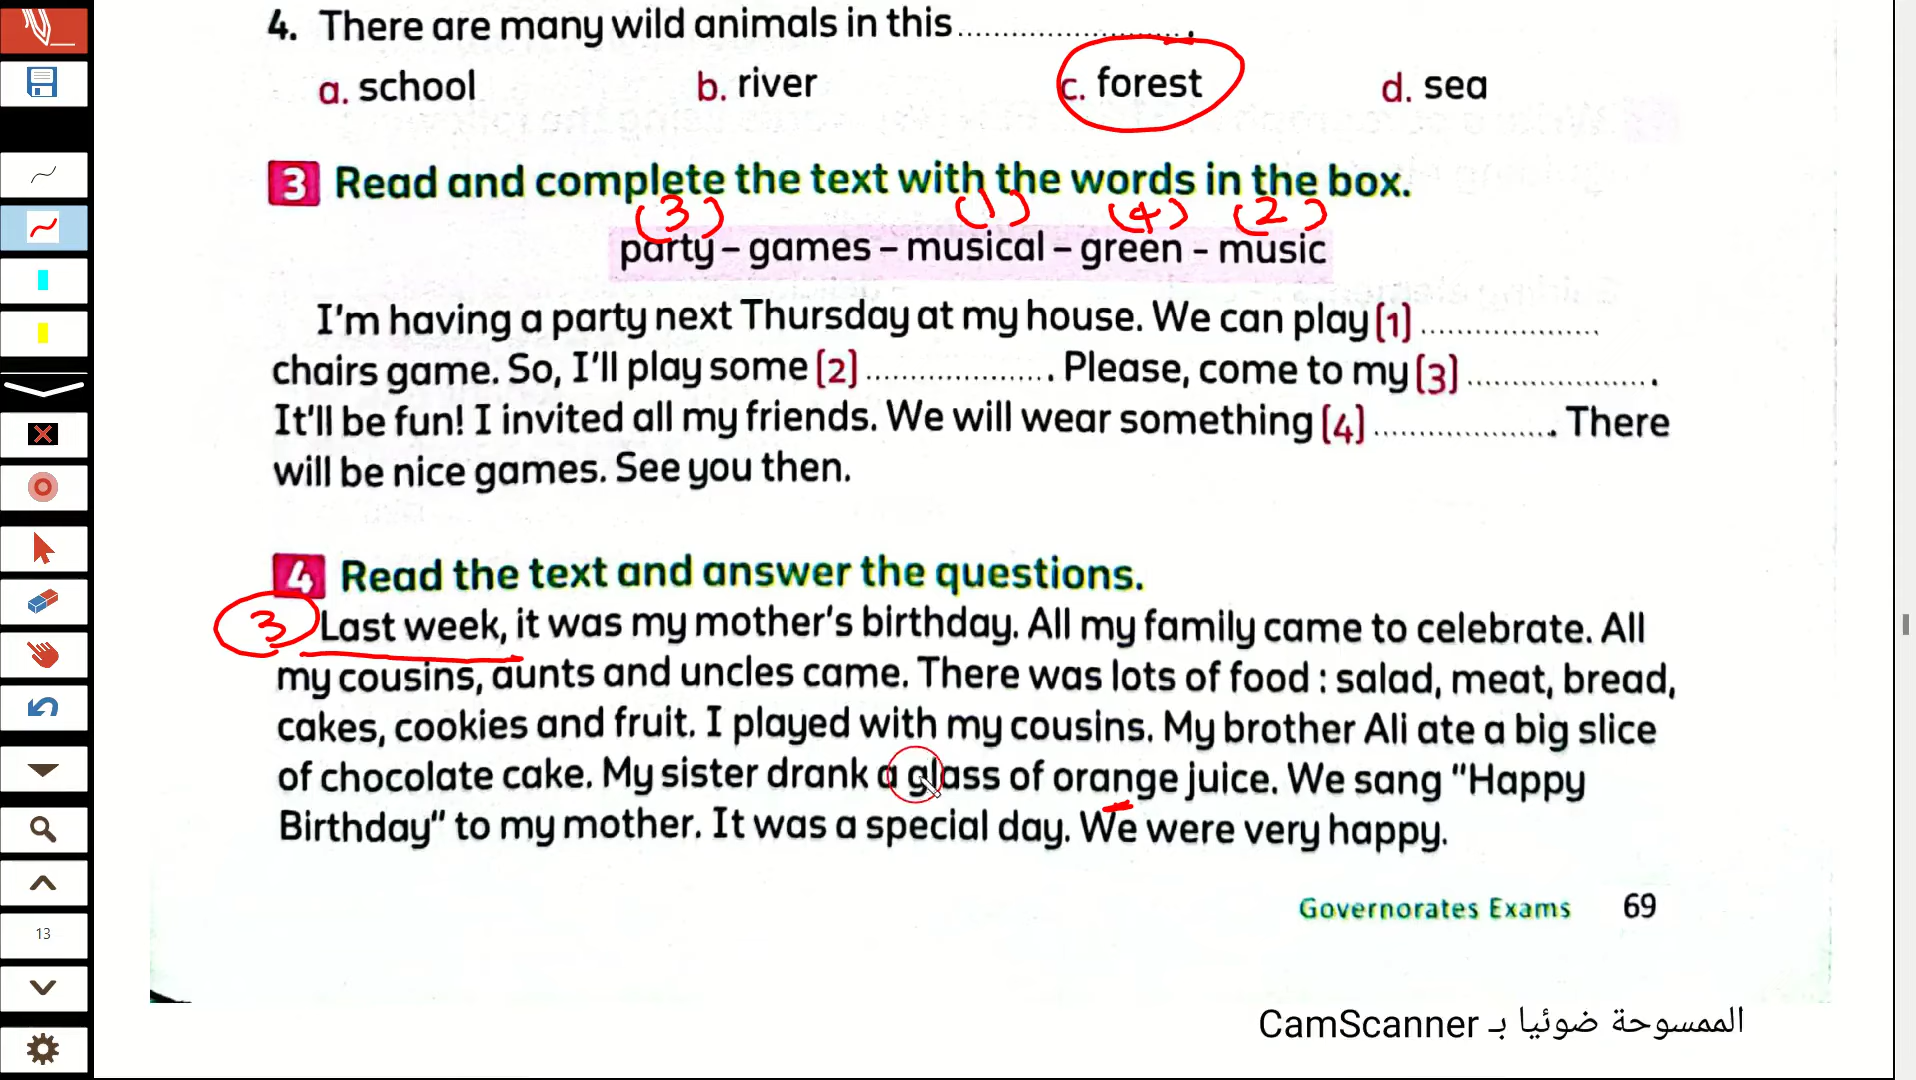 4. There are many wild animals in this ........................ .
a. school b. river c. forest d. sea
3 Read and complete the text with the words in the box.
(3) (1) (4) (2)
party – games – musical – green - music
I'm having a party next Thursday at my house. We can play (1) ....................
chairs game. So, I'll play some (2) .................... . Please, come to my (3) .................... .
It'll be fun! I invited all my friends. We will wear something (4) .................... . There
will be nice games. See you then.
4 Read the text and answer the questions.
3 Last week, it was my mother's birthday. All my family came to celebrate. All
my cousins, aunts and uncles came. There was lots of food : salad, meat, bread,
cakes, cookies and fruit. I played with my cousins. My brother Ali ate a big slice
of chocolate cake. My sister drank a glass of orange juice. We sang "Happy
Birthday" to my mother. It was a special day. We were very happy.
Governorates Exams 69
13
الممسوحة ضوئيا بـ CamScanner